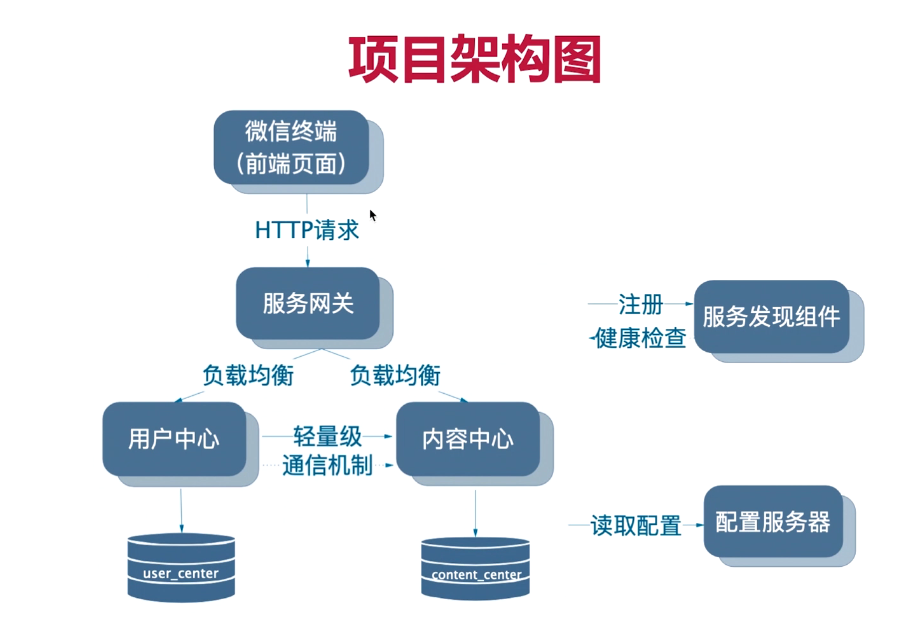 项目架构图
微信终端
（前端页面）
HTTP请求
服务网关
注册
健康检查
服务发现组件
负载均衡
负载均衡
用户中心
轻量级
通信机制
内容中心
读取配置
配置服务器
user_center
content_center